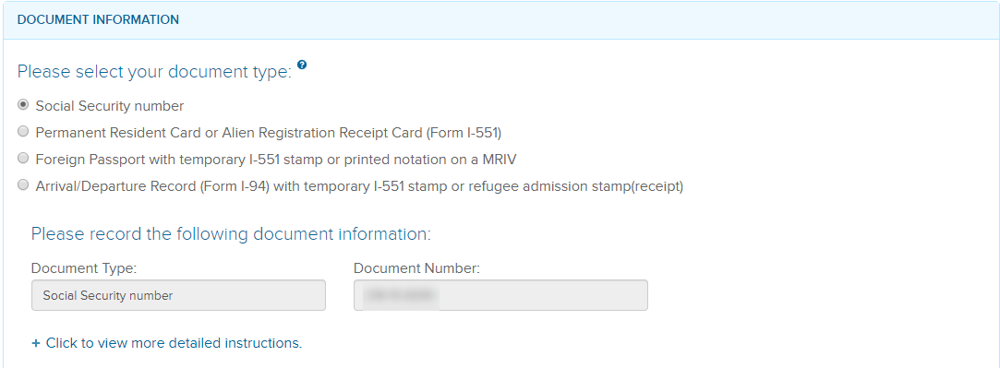 DOCUMENT INFORMATION
Please select your document type: ?
Social Security number
Permanent Resident Card or Alien Registration Receipt Card (Form I-551)
Foreign Passport with temporary I-551 stamp or printed notation on a MRIV
Arrival/Departure Record (Form I-94) with temporary I-551 stamp or refugee admission stamp(receipt)
Please record the following document information:
Document Type: Document Number:
Social Security number
+ Click to view more detailed instructions.